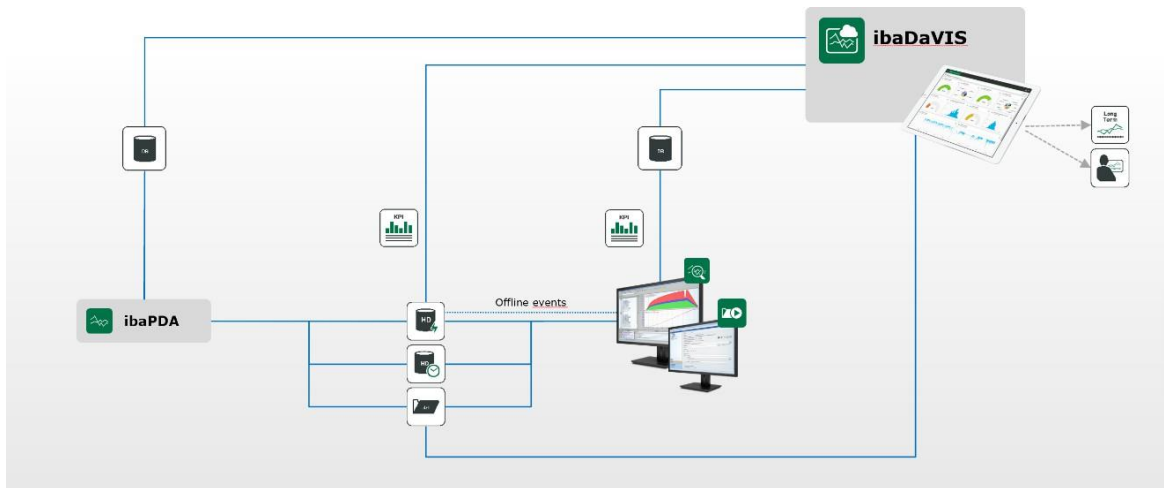 ibaDaVIS
Long
Term
DB
DB
KPI
KPI
Offline events
ibaPDA
HD
HD